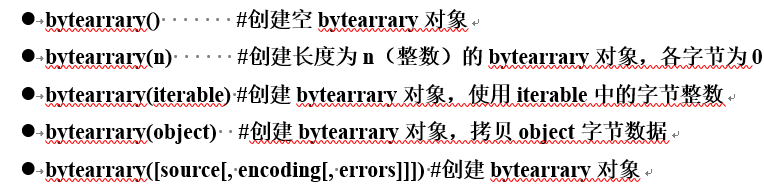 ● bytearrary() #创建空 bytearrary 对象
● bytearrary(n) #创建长度为 n（整数）的 bytearrary 对象，各字节为 0
● bytearrary(iterable) #创建 bytearrary 对象，使用 iterable 中的字节整数
● bytearrary(object) #创建 bytearrary 对象，拷贝 object 字节数据
● bytearrary([source[, encoding[, errors]]]) #创建 bytearrary 对象